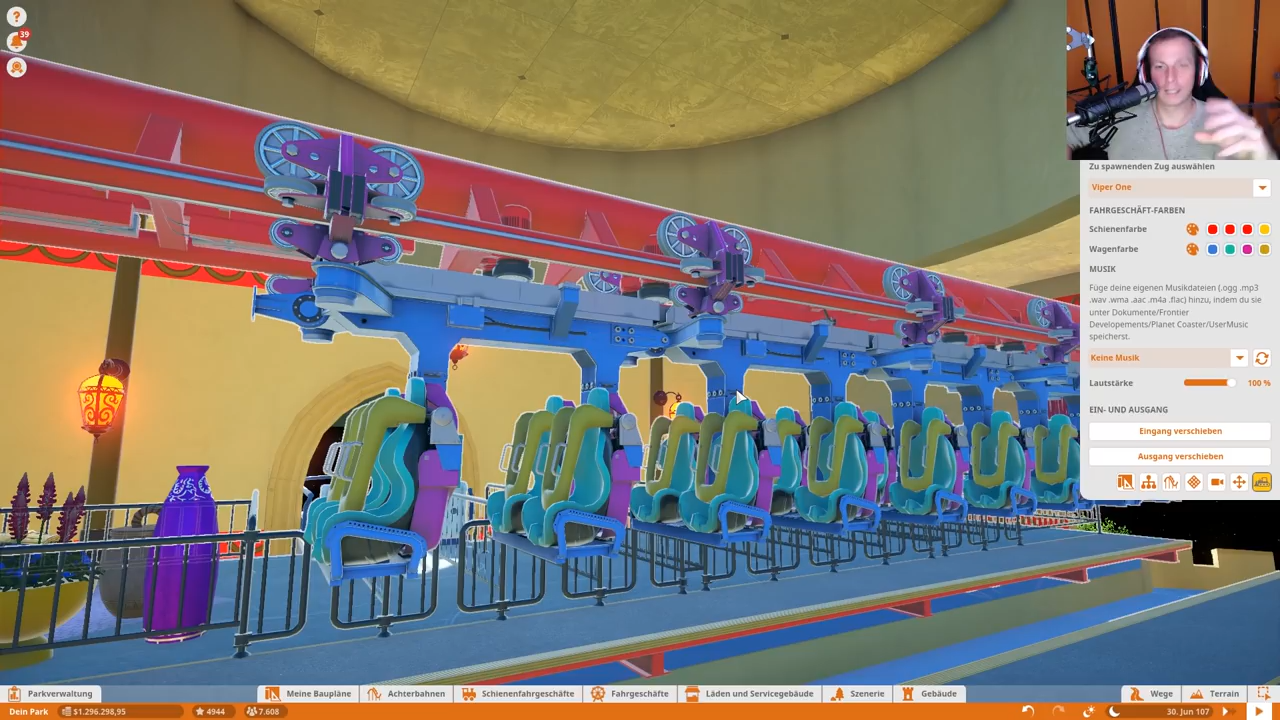 ?
39
Zu spawnenden Zug auswählen
Viper One
FAHRGESCHÄFT-FARBEN
Schienenfarbe
Wagenfarbe
MUSIK
Füge deine eigenen Musikdateien (.ogg .mp3
.wav .wma .aac .m4a .flac) hinzu, indem du sie
unter Dokumente/Frontier
Developements/Planet Coaster/UserMusic
speicherst.
Keine Musik
Lautstärke 100 %
EIN- UND AUSGANG
Eingang verschieben
Ausgang verschieben
Parkverwaltung Meine Baupläne Achterbahnen Schienenfahrgeschäfte Fahrgeschäfte Läden und Servicegebäude Szenerie Gebäude Wege Terrain
Dein Park $1.296.298,95 4944 7.608 30. Jun 107